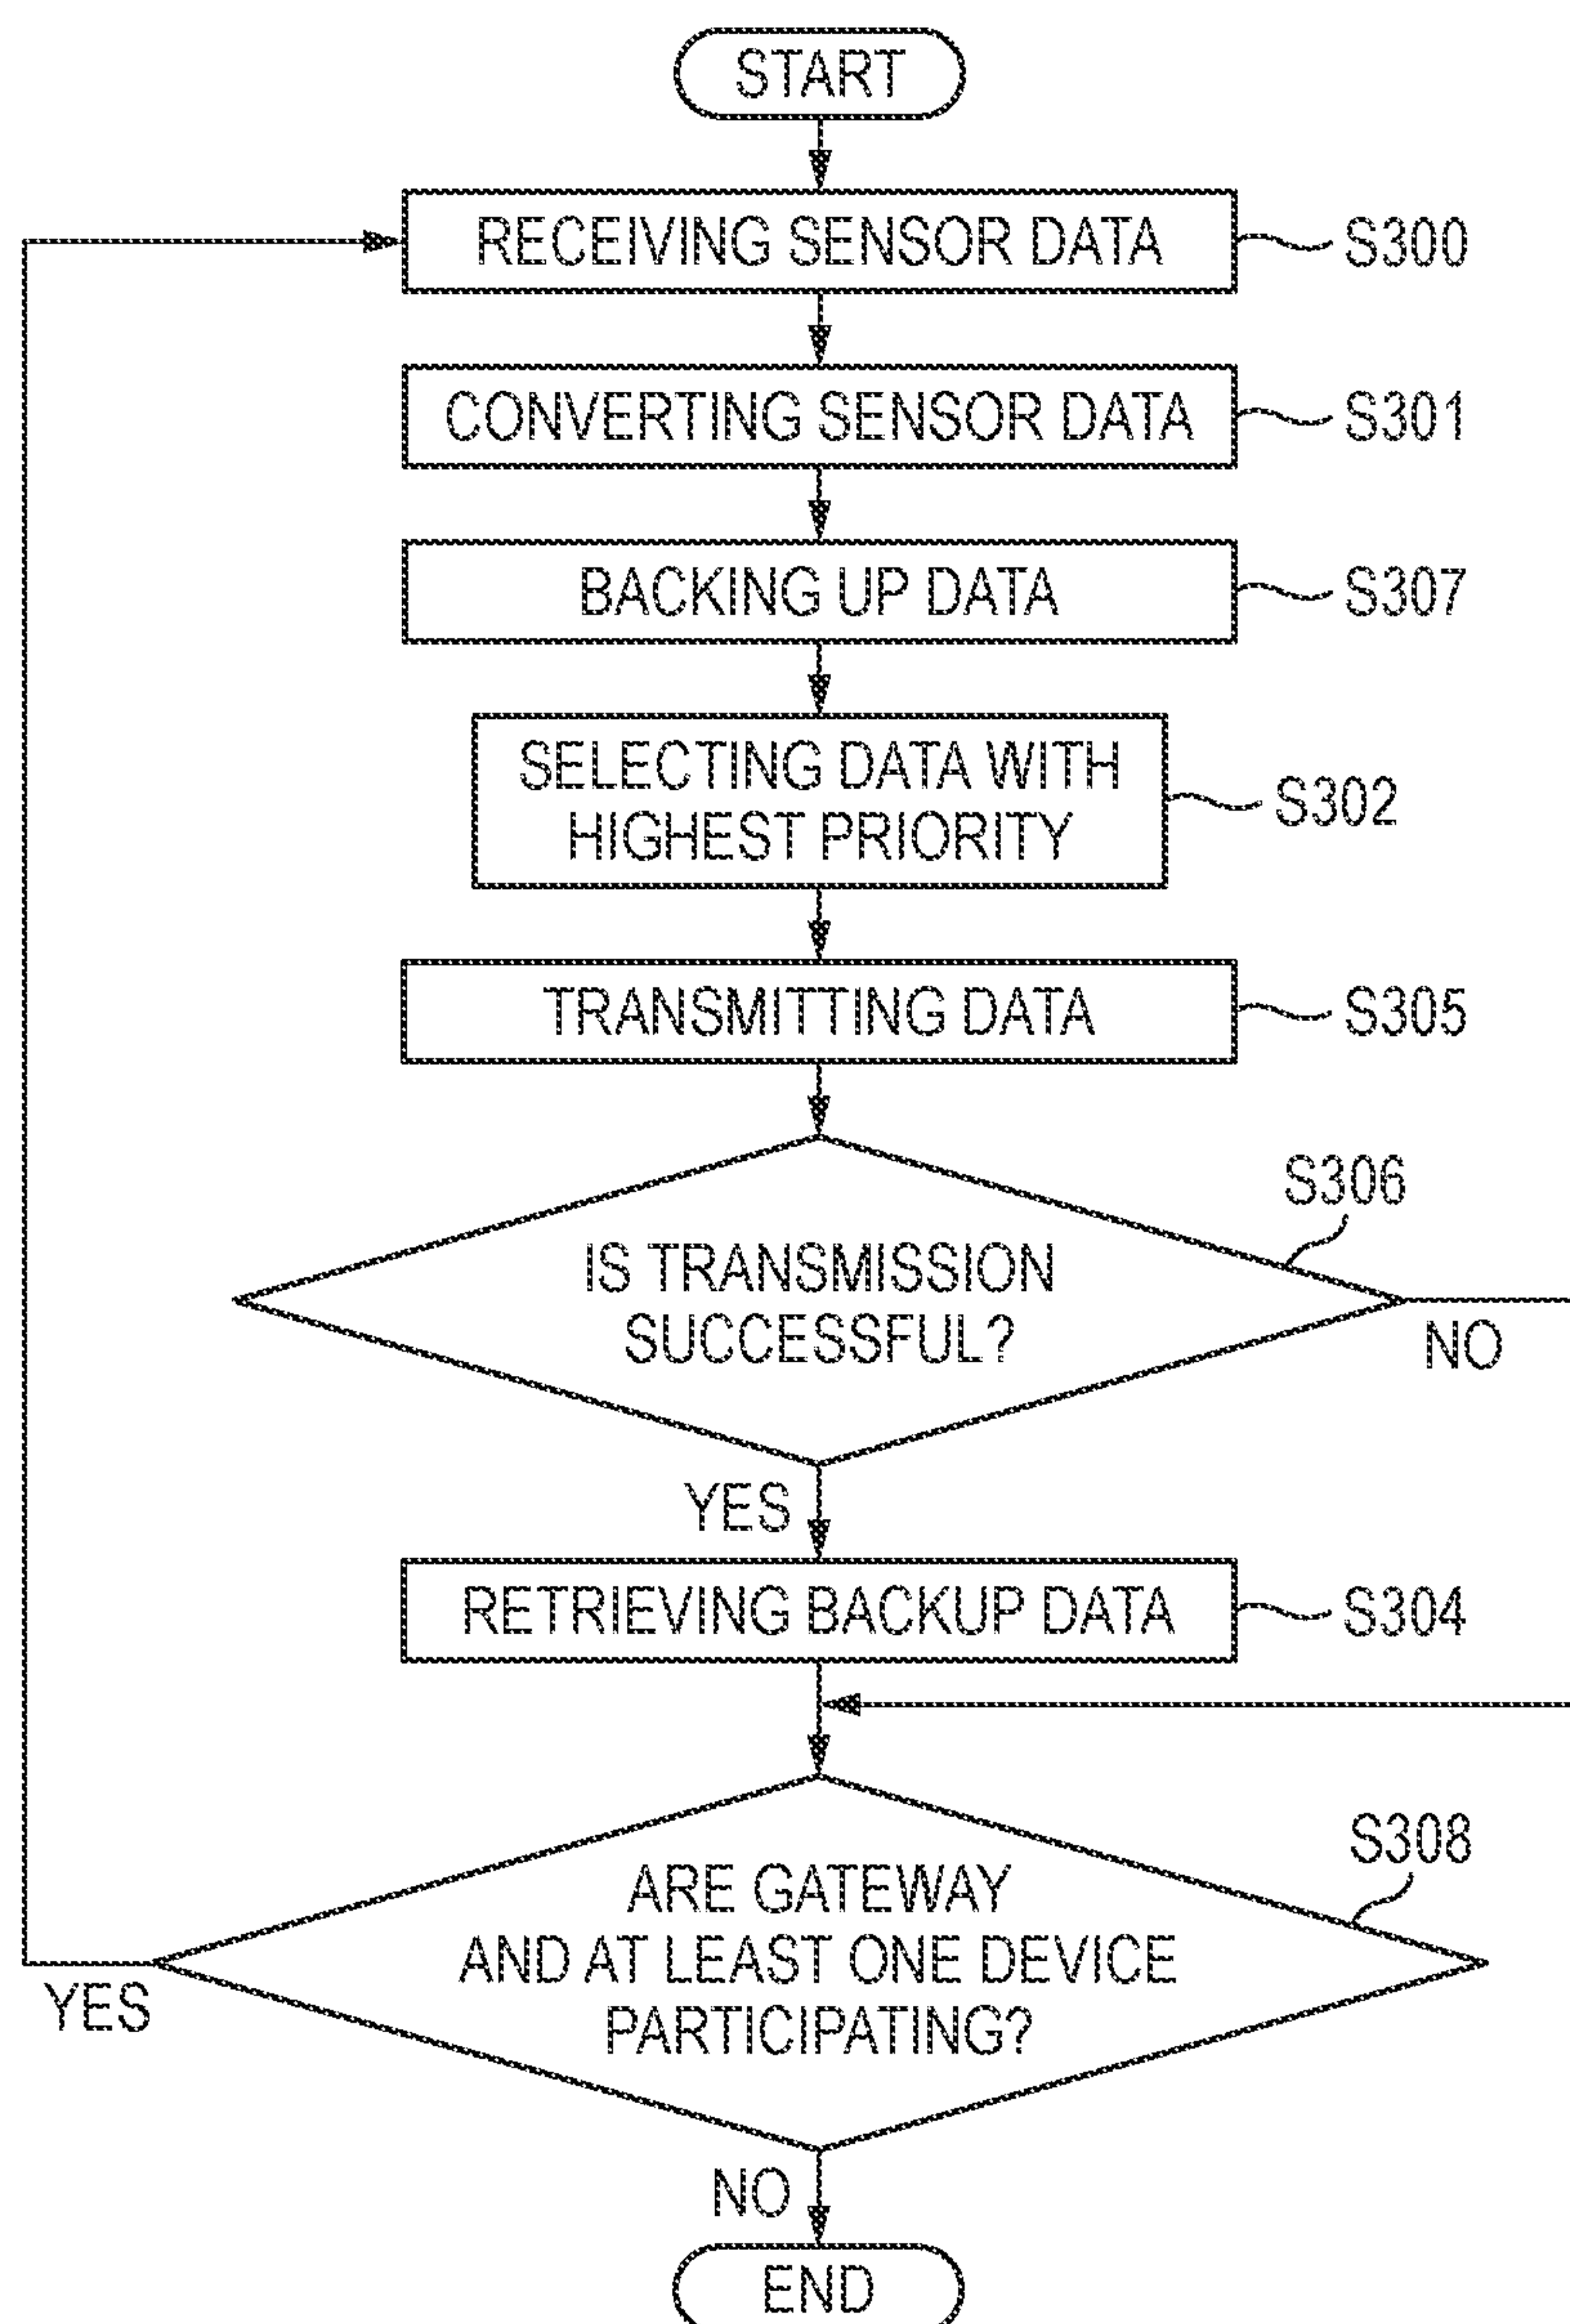 START
RECEIVING SENSOR DATA
S300
CONVERTING SENSOR DATA
S301
BACKING UP DATA
S307
SELECTING DATA WITH
HIGHEST PRIORITY
S302
TRANSMITTING DATA
S305
S306
IS TRANSMISSION
SUCCESSFUL?
NO
YES
RETRIEVING BACKUP DATA
S304
S308
ARE GATEWAY
AND AT LEAST ONE DEVICE
PARTICIPATING?
YES
NO
END